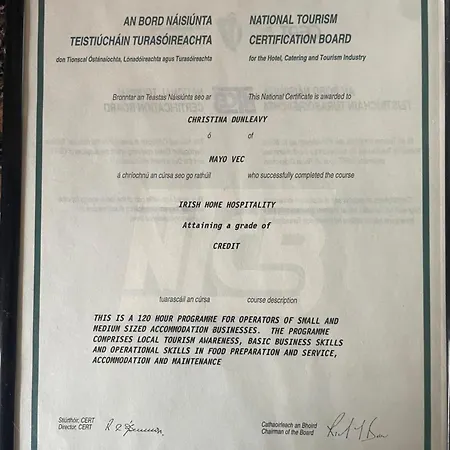 AN BORD NÁISIÚNTA
TEISTIÚCHÁIN TURASÓIREACHTA
don Tionscal Óstánaíochta, Lónadóireachta agus Turasóireachta
NATIONAL TOURISM
CERTIFICATION BOARD
for the Hotel, Catering and Tourism Industry
Bronntar an Teastas Náisiúnta seo ar
This National Certificate is awarded to
CHRISTINA DUNLEAVY
ó
of
MAYO VEC
a chríochnú an cúrsa seo go rathúil
who successfully completed the course
IRISH HOME HOSPITALITY
Attaining a grade of
CREDIT
tuarascáil an cúrsa
course description
THIS IS A 120 HOUR PROGRAMME FOR OPERATORS OF SMALL AND
MEDIUM SIZED ACCOMMODATION BUSINESSES. THE PROGRAMME
COMPRISES LOCAL TOURISM AWARENESS, BASIC BUSINESS SKILLS
AND OPERATIONAL SKILLS IN FOOD PREPARATION AND SERVICE,
ACCOMMODATION AND MAINTENANCE
Stiúrthóir, CERT
Director, CERT
Cathaoirleach an Bhoird
Chairman of the Board